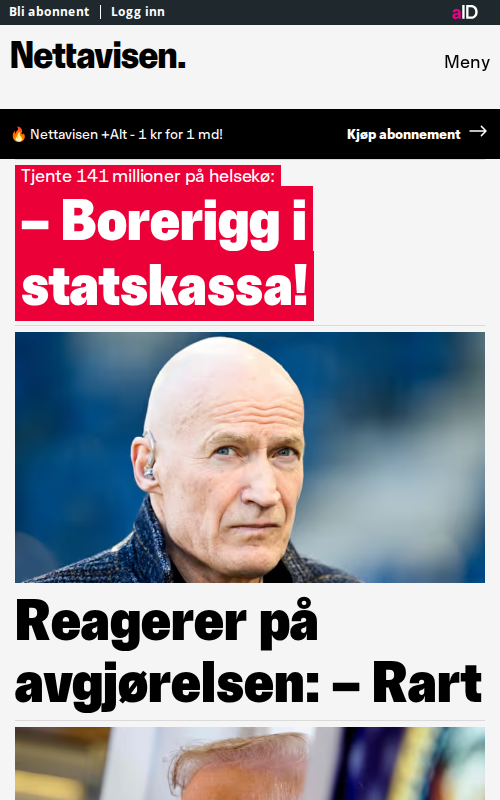 Bli abonnent | Logg inn
aID
Nettavisen.
Meny
🔥 Nettavisen +Alt - 1 kr for 1 md!
Kjøp abonnement →
Tjente 141 millioner på helsekø:
– Borerigg i
statskassa!
Reagerer på
avgjørelsen: – Rart